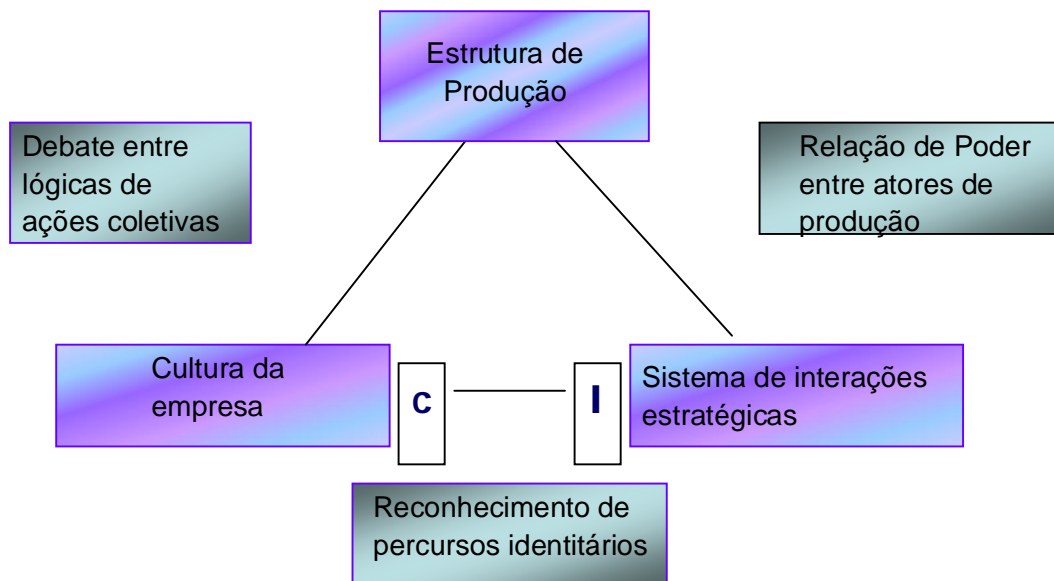 Estrutura de
Produção
Debate entre
lógicas de
ações coletivas
Relação de Poder
entre atores de
produção
Cultura da
empresa
c
I
Sistema de interações
estratégicas
Reconhecimento de
percursos identitários